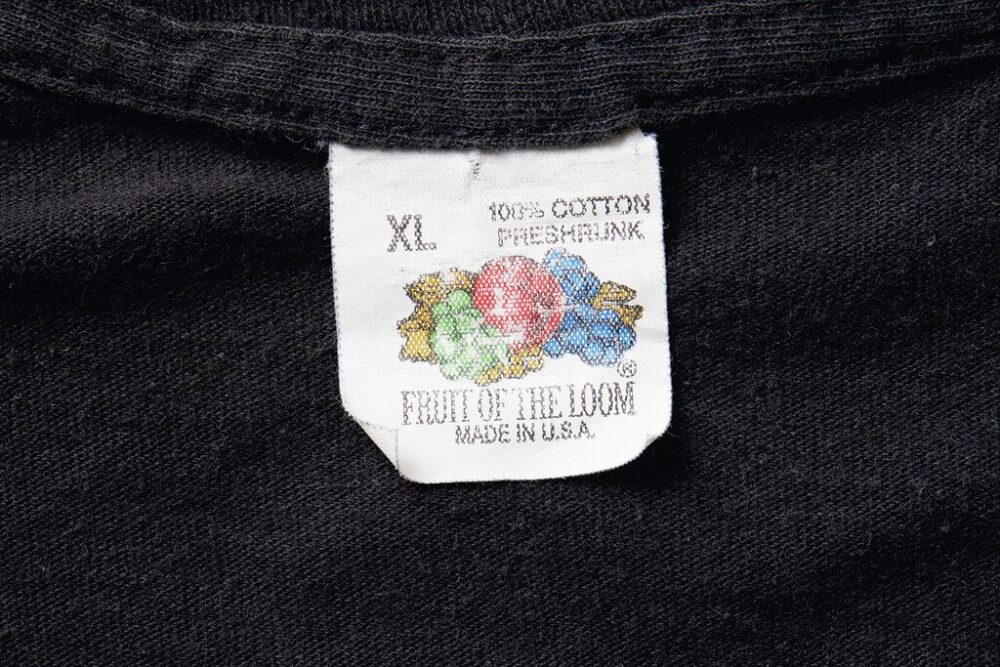 XL
100% COTTON
PRESHRUNK
FRUIT OF THE LOOM ®
MADE IN U.S.A.